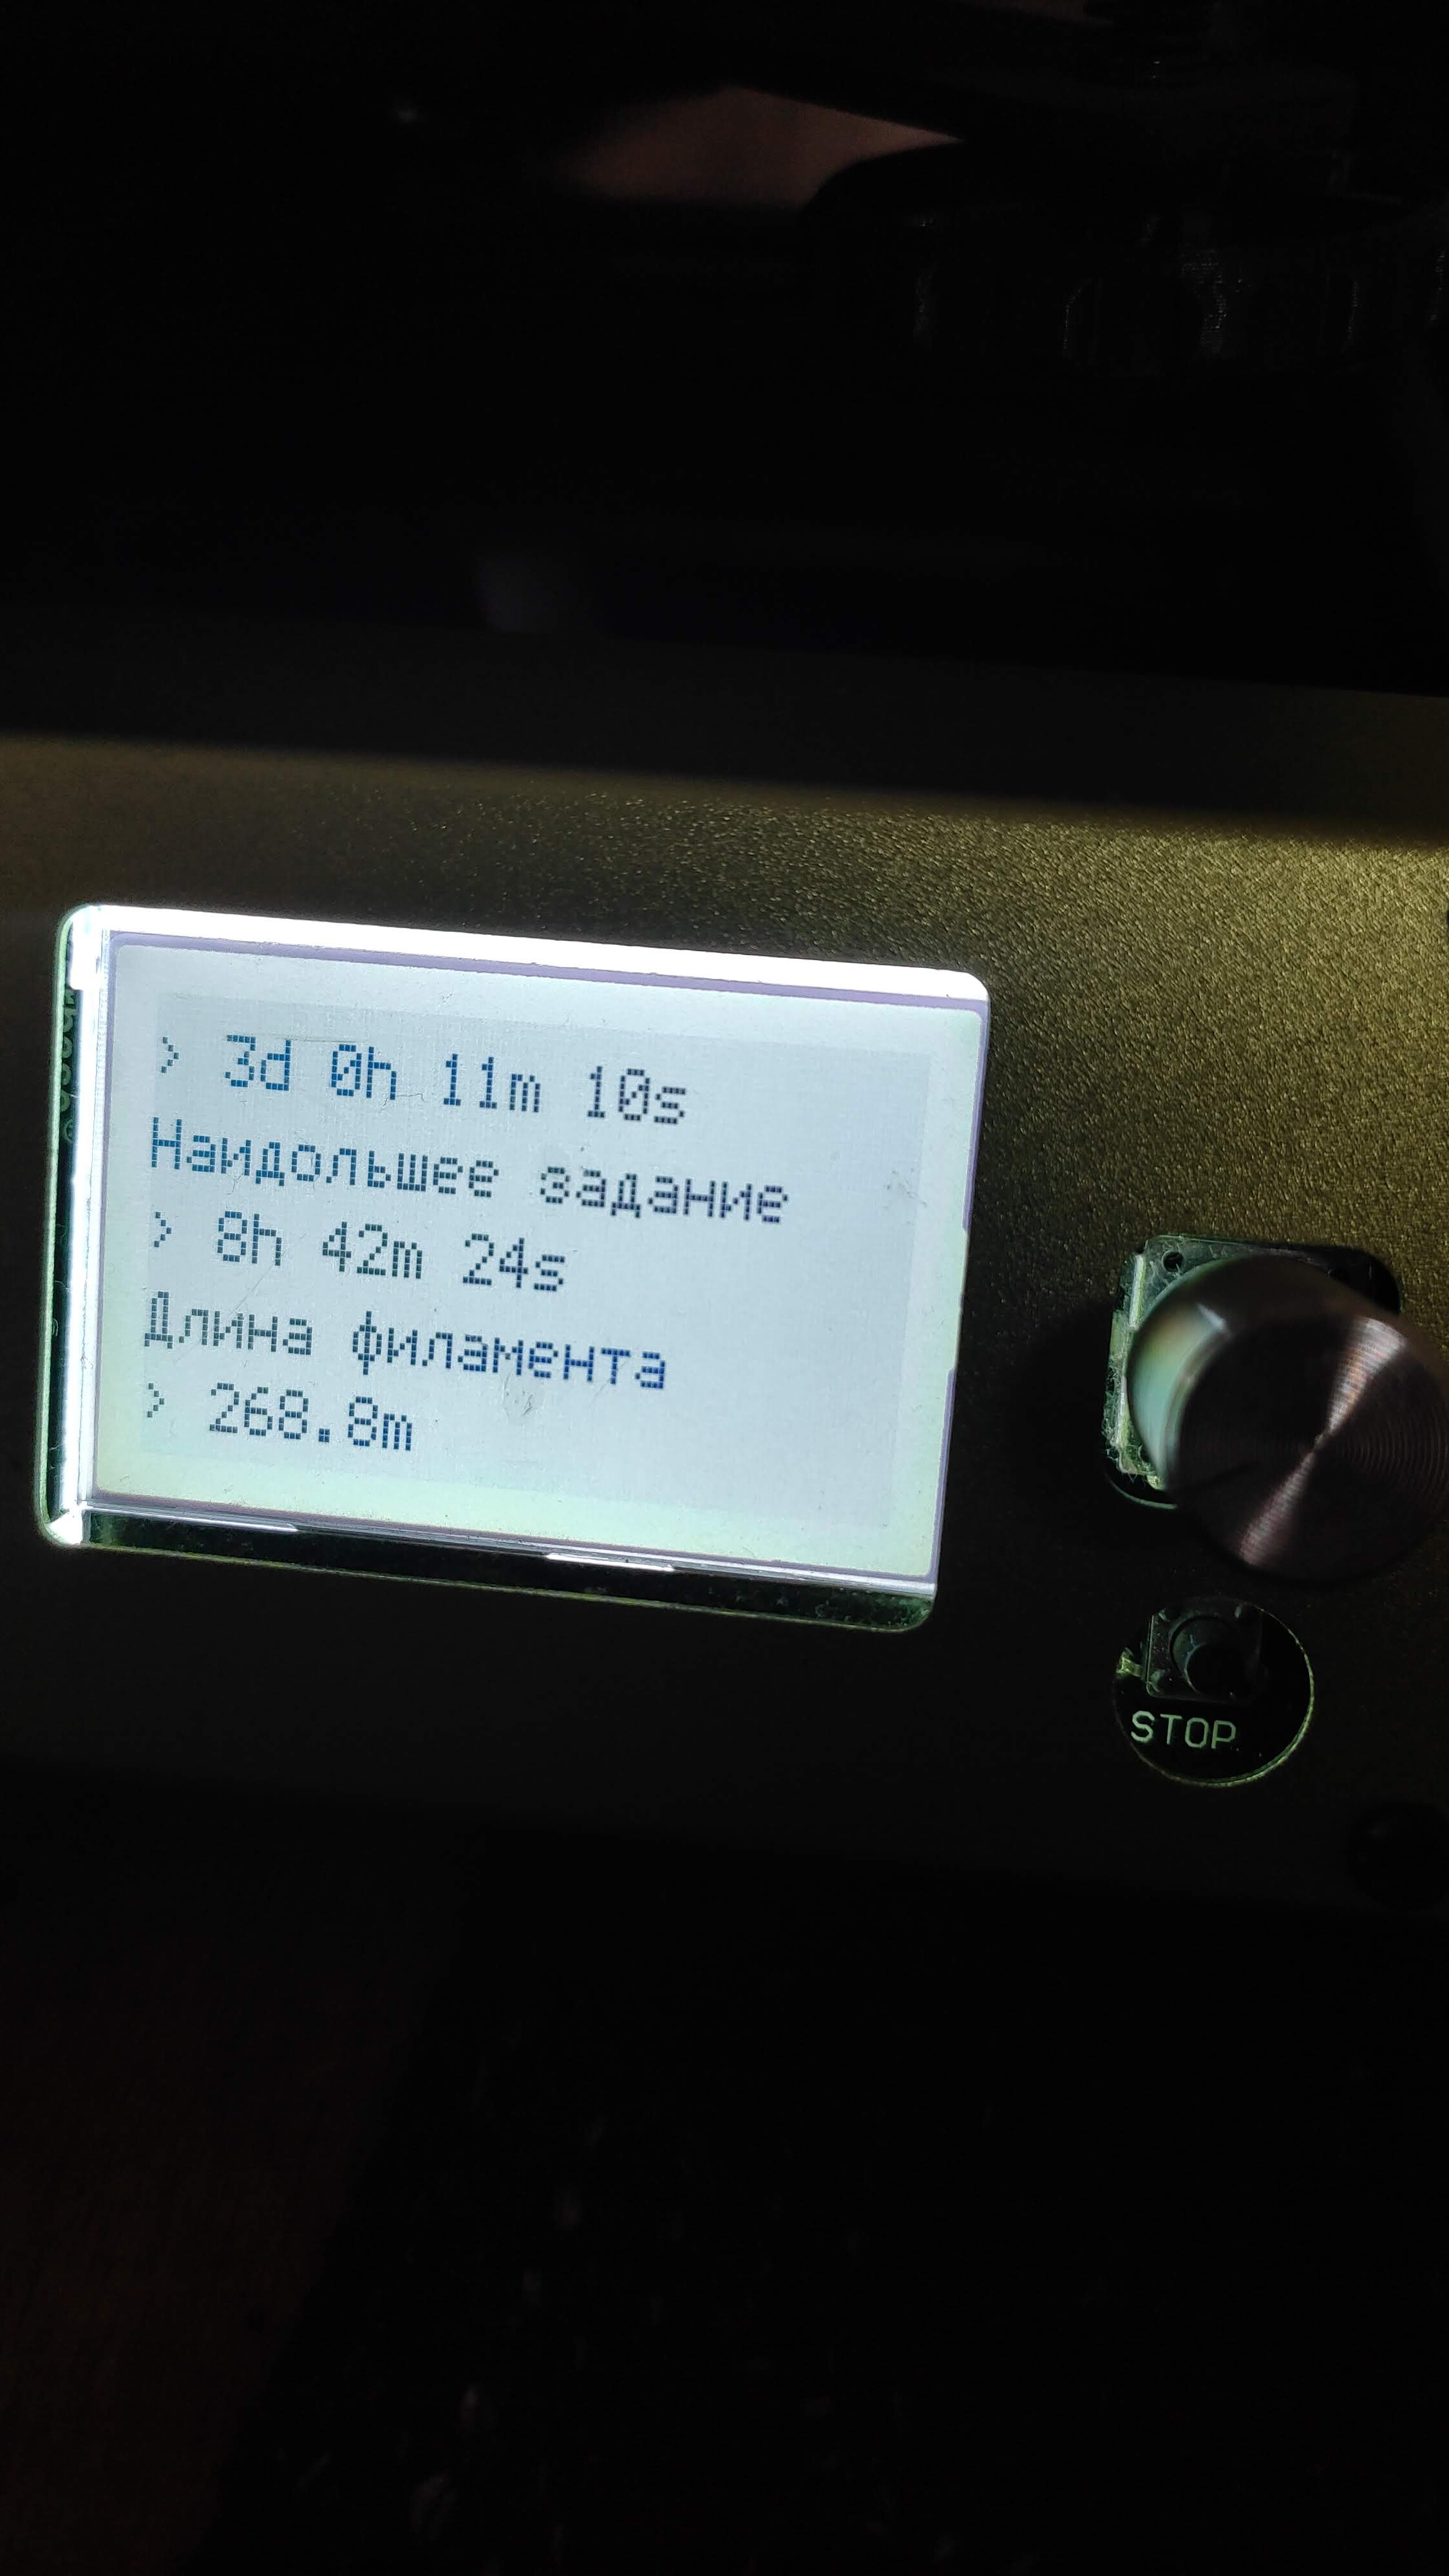 > 3d 0h 11m 10s
Наидольшее задание
> 8h 42m 24s
Длина филамента
> 268.8m
STOP